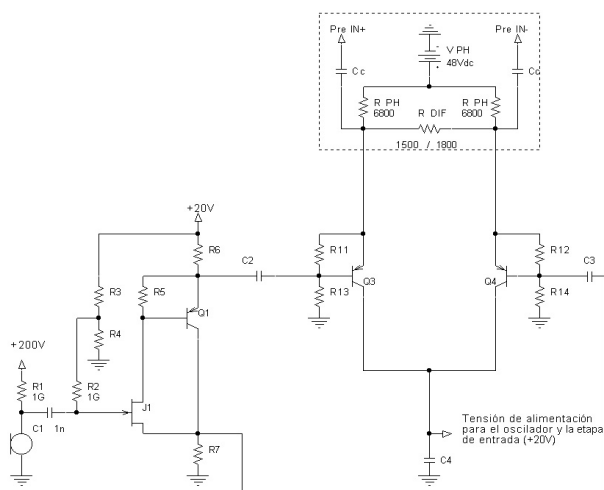 Pre IN+
Pre IN-
V PH
48Vdc
Cc
Cc
R PH
6800
R DIF
R PH
6800
1500 / 1800
+20V
R6
C2
R11
R12
C3
Q3
Q4
R3
R5
R13
R14
Q1
R4
+200V
R1
1G
R2
1G
J1
C1
1n
R7
Tensión de alimentación
para el oscilador y la etapa
de entrada (+20V)
C4